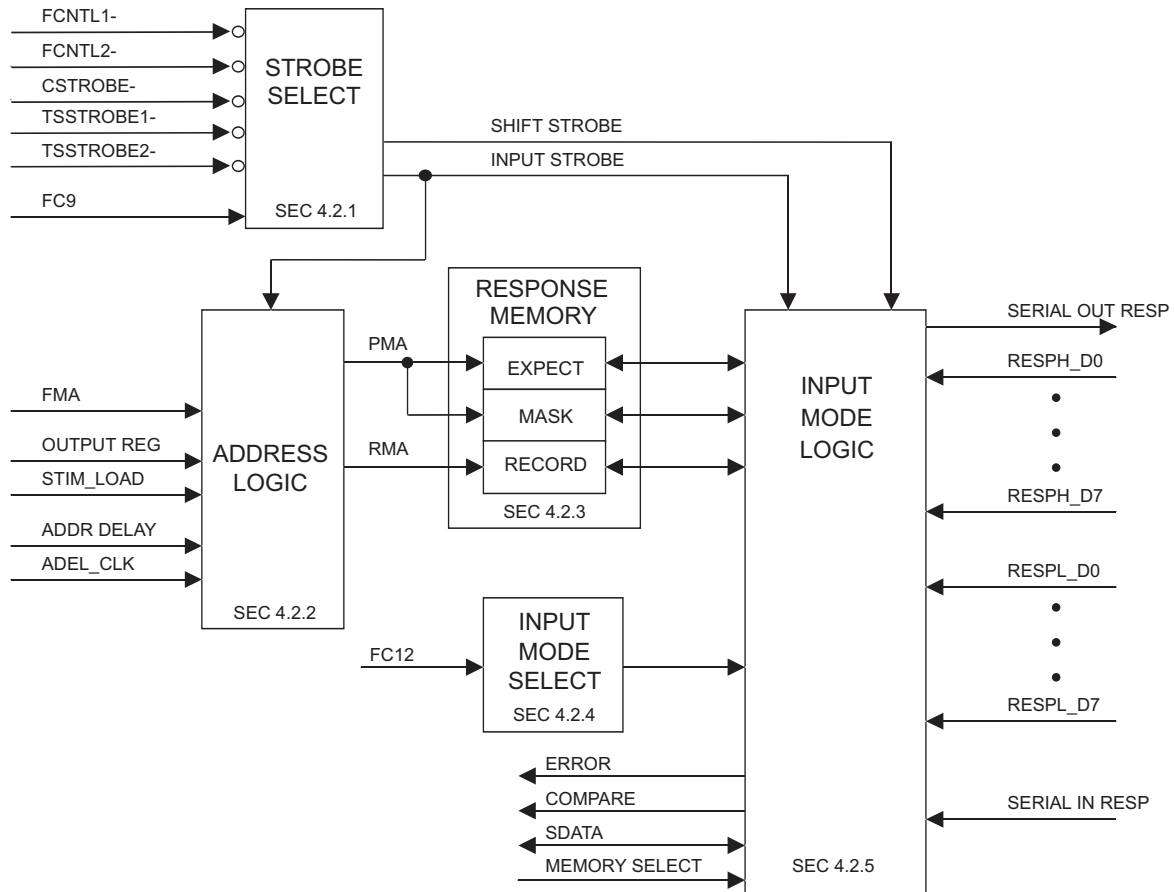 FCNTL1-
FCNTL2-
CSTROBE-
TSSTROBE1-
TSSTROBE2-
FC9
STROBE
SELECT
SEC 4.2.1
SHIFT STROBE
INPUT STROBE
FMA
OUTPUT REG
STIM_LOAD
ADDR DELAY
ADEL_CLK
ADDRESS
LOGIC
SEC 4.2.2
PMA
RMA
RESPONSE
MEMORY
EXPECT
MASK
RECORD
SEC 4.2.3
FC12
INPUT
MODE
SELECT
SEC 4.2.4
ERROR
COMPARE
SDATA
MEMORY SELECT
INPUT
MODE
LOGIC
SEC 4.2.5
SERIAL OUT RESP
RESPH_D0
RESPH_D7
RESPL_D0
RESPL_D7
SERIAL IN RESP